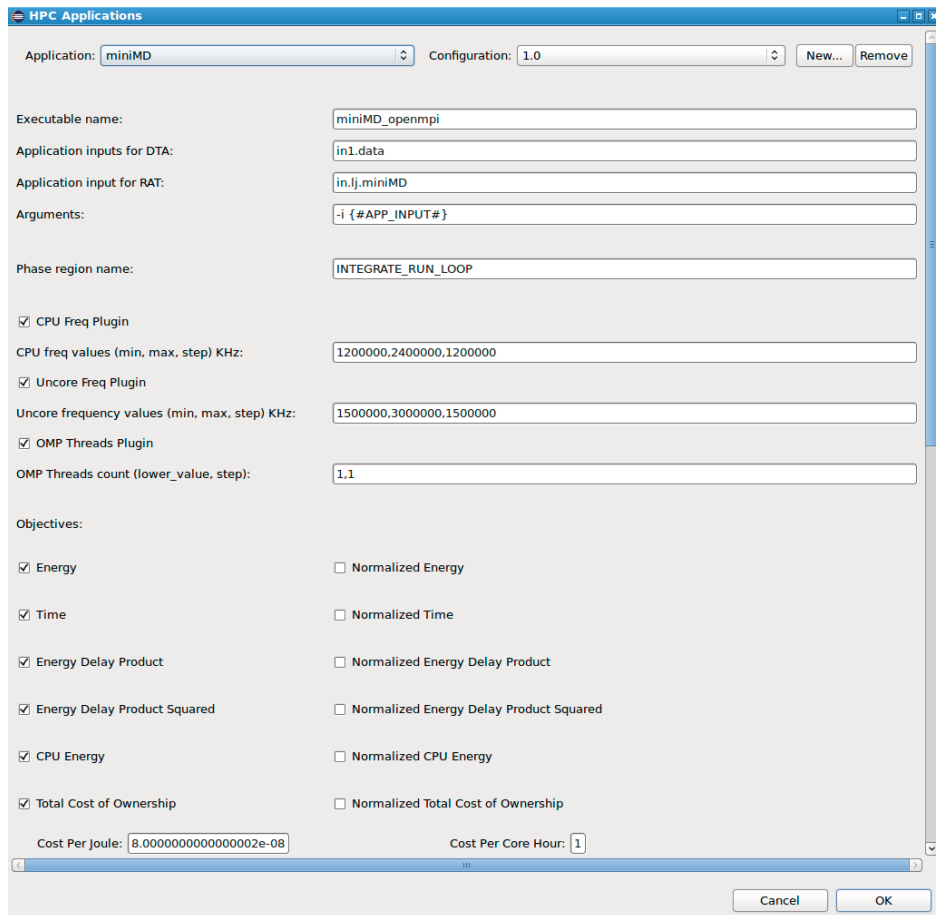 HPC Applications
Application: miniMD Configuration: 1.0 New... Remove
Executable name: miniMD_openmpi
Application inputs for DTA: in1.data
Application input for RAT: in.lj.miniMD
Arguments: -i {#APP_INPUT#}
Phase region name: INTEGRATE_RUN_LOOP
CPU Freq Plugin
CPU freq values (min, max, step) KHz: 1200000,2400000,1200000
Uncore Freq Plugin
Uncore frequency values (min, max, step) KHz: 1500000,3000000,1500000
OMP Threads Plugin
OMP Threads count (lower_value, step): 1,1
Objectives:
Energy Normalized Energy
Time Normalized Time
Energy Delay Product Normalized Energy Delay Product
Energy Delay Product Squared Normalized Energy Delay Product Squared
CPU Energy Normalized CPU Energy
Total Cost of Ownership Normalized Total Cost of Ownership
Cost Per Joule: 8.0000000000000002e-08 Cost Per Core Hour: 1
Cancel OK